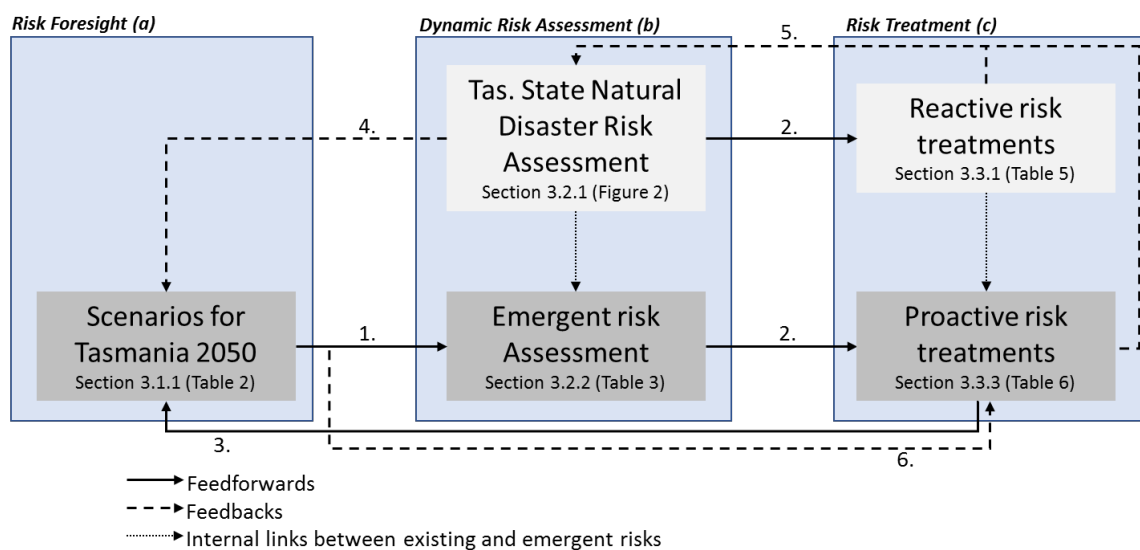 Risk Foresight (a)
Dynamic Risk Assessment (b)
Risk Treatment (c)
5.
Tas. State Natural
Disaster Risk
Assessment
Section 3.2.1 (Figure 2)
4.
2.
Reactive risk
treatments
Section 3.3.1 (Table 5)
Scenarios for
Tasmania 2050
Section 3.1.1 (Table 2)
1.
Emergent risk
Assessment
Section 3.2.2 (Table 3)
2.
Proactive risk
treatments
Section 3.3.3 (Table 6)
3.
6.
Feedforwards
Feedbacks
Internal links between existing and emergent risks